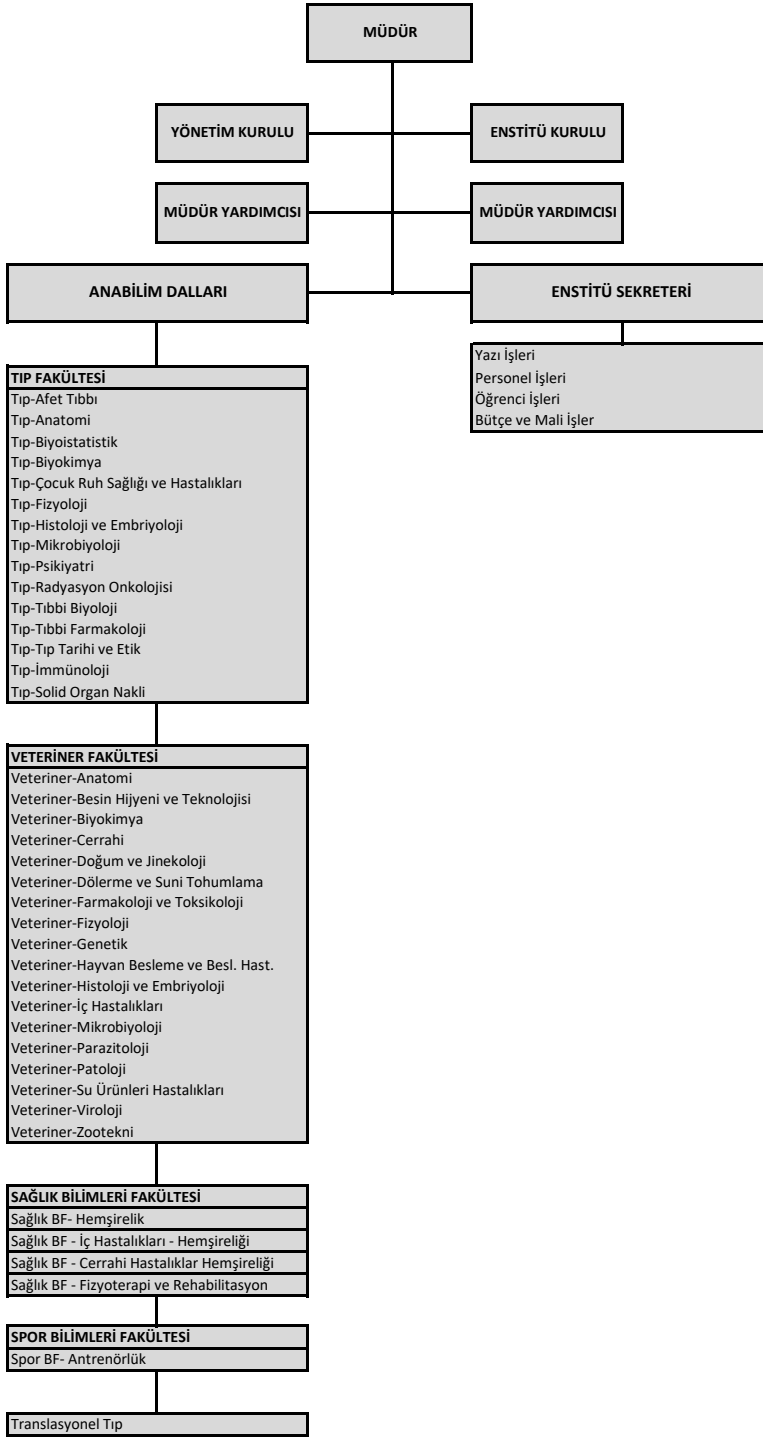 MÜDÜR
YÖNETİM KURULU
ENSTİTÜ KURULU
MÜDÜR YARDIMCISI
MÜDÜR YARDIMCISI
ANABİLİM DALLARI
ENSTİTÜ SEKRETERİ
Yazı İşleri
Personel İşleri
Öğrenci İşleri
Bütçe ve Mali İşler
TIP FAKÜLTESİ
Tıp-Afet Tıbbı
Tıp-Anatomi
Tıp-Biyoistatistik
Tıp-Biyokimya
Tıp-Çocuk Ruh Sağlığı ve Hastalıkları
Tıp-Fizyoloji
Tıp-Histoloji ve Embriyoloji
Tıp-Mikrobiyoloji
Tıp-Psikiyatri
Tıp-Radyasyon Onkolojisi
Tıp-Tıbbi Biyoloji
Tıp-Tıbbi Farmakoloji
Tıp-Tıp Tarihi ve Etik
Tıp-İmmünoloji
Tıp-Solid Organ Nakli
VETERİNER FAKÜLTESİ
Veteriner-Anatomi
Veteriner-Besin Hijyeni ve Teknolojisi
Veteriner-Biyokimya
Veteriner-Cerrahi
Veteriner-Doğum ve Jinekoloji
Veteriner-Dölerme ve Suni Tohumlama
Veteriner-Farmakoloji ve Toksikoloji
Veteriner-Fizyoloji
Veteriner-Genetik
Veteriner-Hayvan Besleme ve Besl. Hast.
Veteriner-Histoloji ve Embriyoloji
Veteriner-İç Hastalıkları
Veteriner-Mikrobiyoloji
Veteriner-Parazitoloji
Veteriner-Patoloji
Veteriner-Su Ürünleri Hastalıkları
Veteriner-Viroloji
Veteriner-Zootekni
SAĞLIK BİLİMLERİ FAKÜLTESİ
Sağlık BF- Hemşirelik
Sağlık BF - İç Hastalıkları - Hemşireliği
Sağlık BF - Cerrahi Hastalıklar Hemşireliği
Sağlık BF - Fizyoterapi ve Rehabilitasyon
SPOR BİLİMLERİ FAKÜLTESİ
Spor BF- Antrenörlük
Translasyonel Tıp